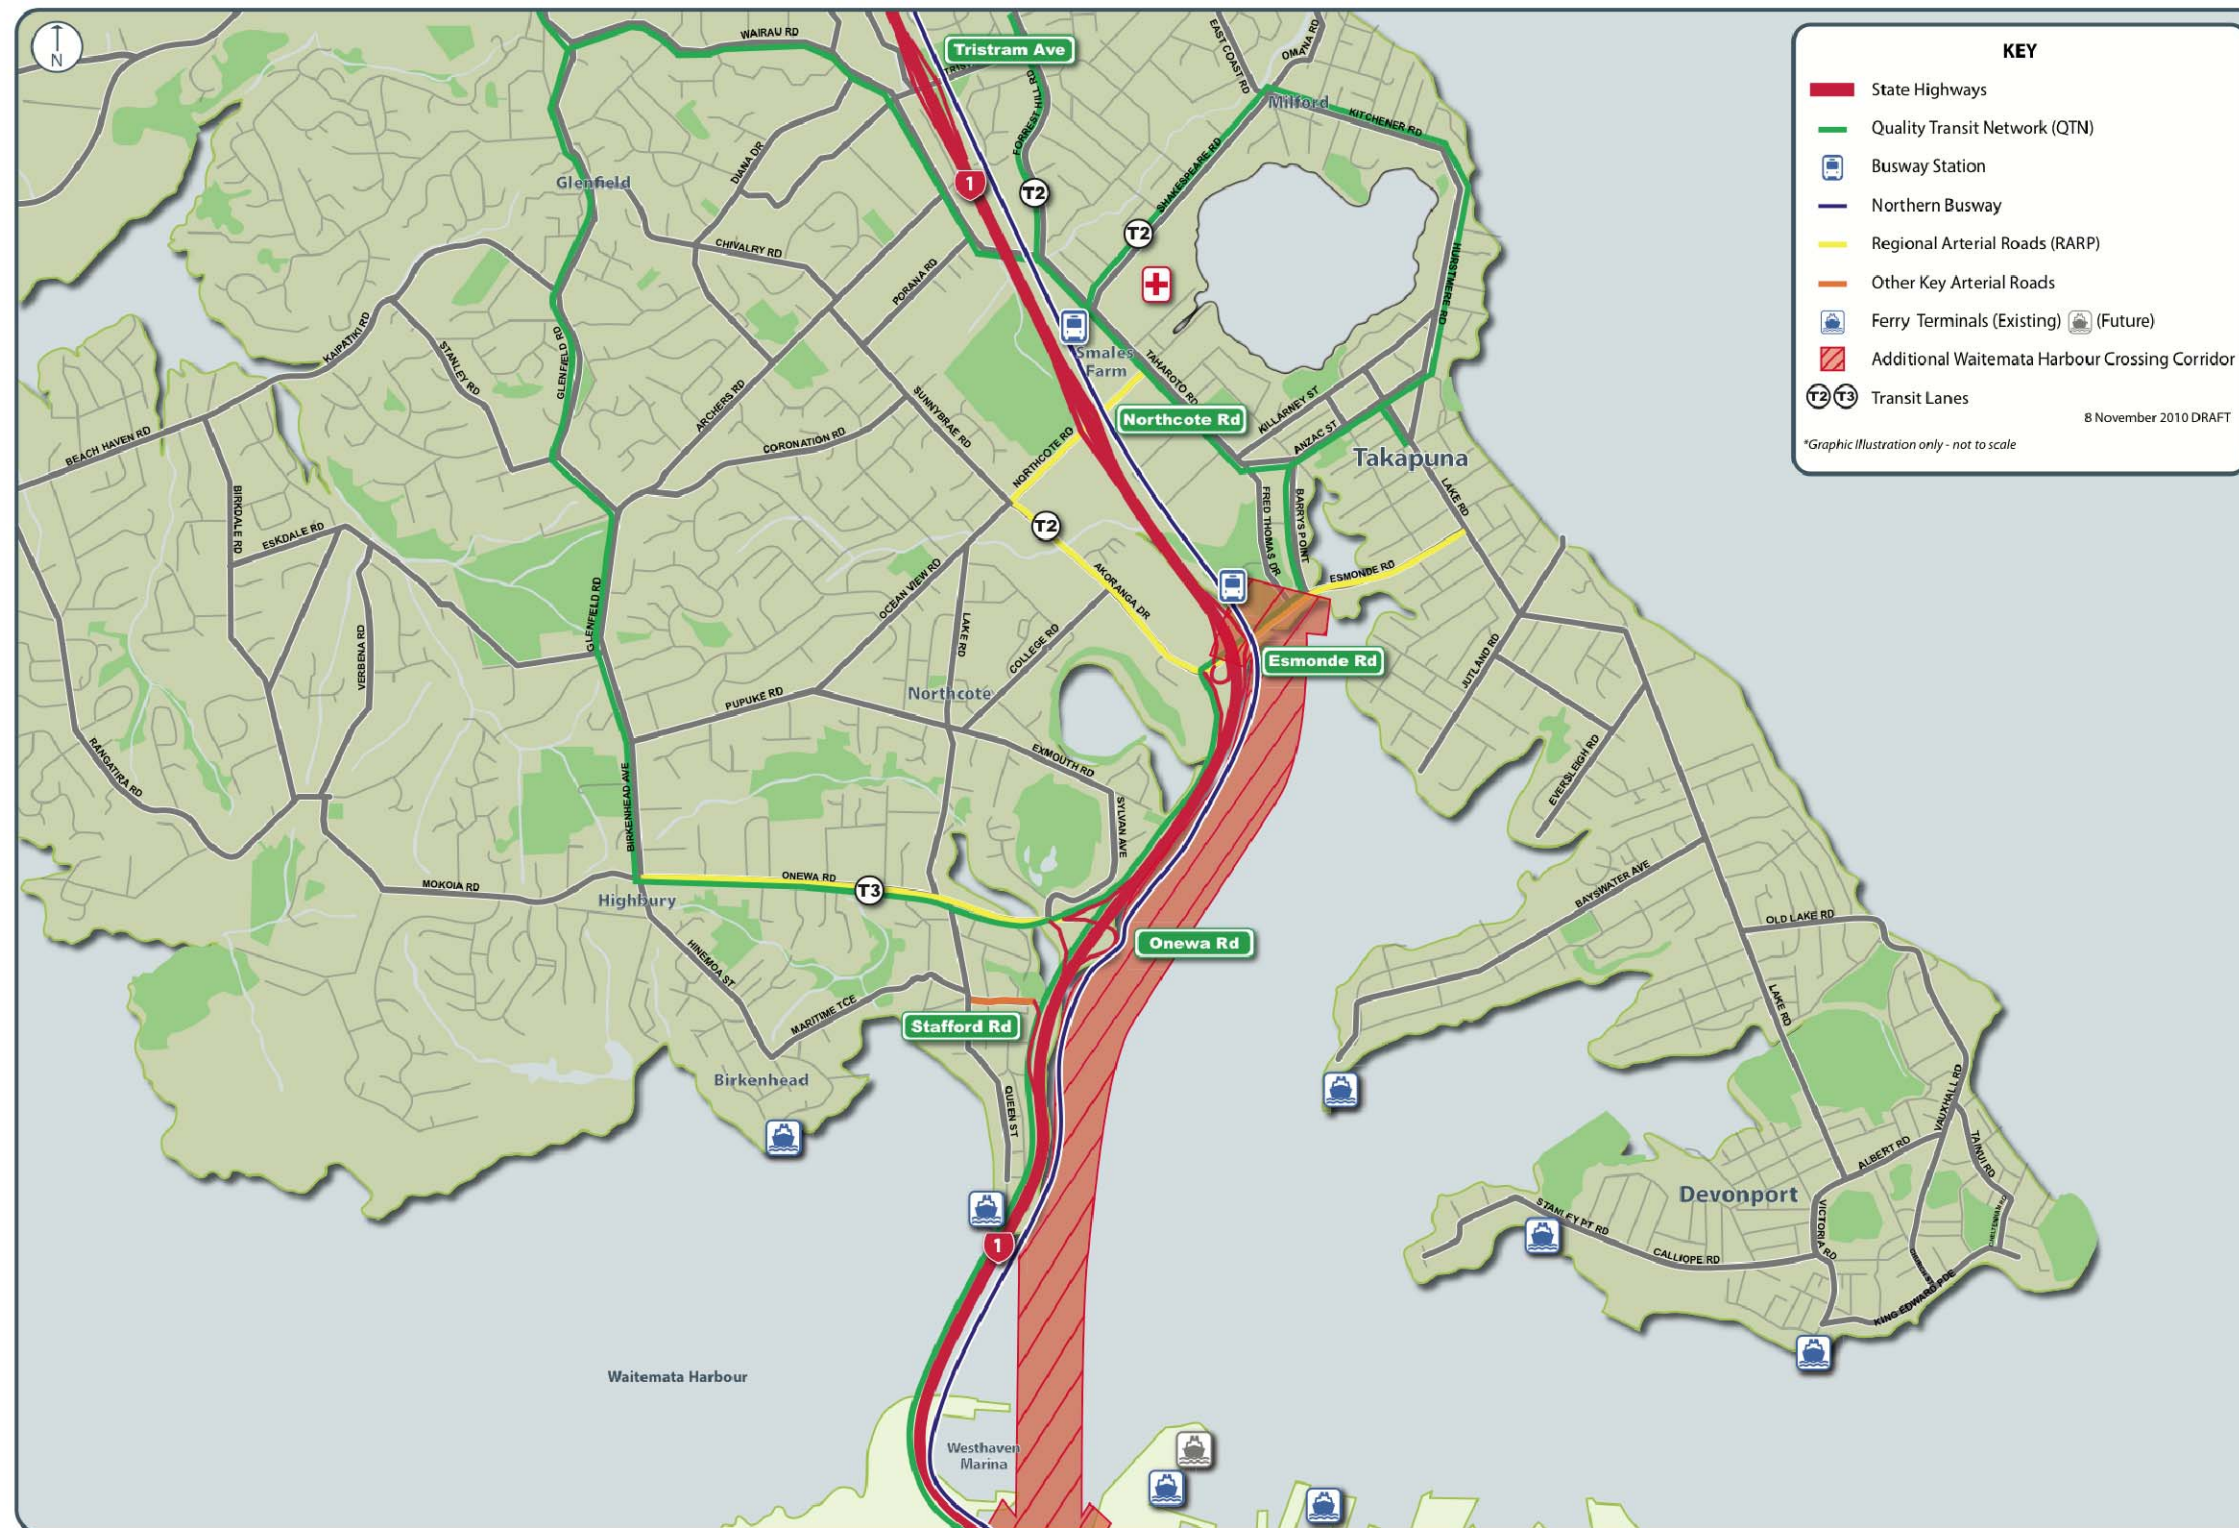 N
WAIRAU RD
Tristram Ave
EAST COAST RD
OMANA RD
KEY
State Highways
Quality Transit Network (QTN)
Busway Station
Northern Busway
Regional Arterial Roads (RARP)
Other Key Arterial Roads
Ferry Terminals (Existing) (Future)
Additional Waitemata Harbour Crossing Corridor
T2 T3 Transit Lanes
8 November 2010 DRAFT
*Graphic Illustration only - not to scale
FORREST HILL RD
Milford
KITCHENER RD
DIANA DR
Glenfield
1
T2
SHAKESPEARE RD
T2
CHIVALRY RD
PORANA RD
HURSTMERE RD
KAIPATIKI RD
STANLEY RD
GLENFIELD RD
Smales
Farm
TAHAROTO RD
ARCHERS RD
SUNNYBRAE RD
Northcote Rd
KILLARNEY ST
ANZAC ST
BEACH HAVEN RD
CORONATION RD
NORTHCOTE RD
Takapuna
BIRKDALE RD
ESKDALE RD
T2
FRED THOMAS DR
BARRYS POINT
LAKE RD
GLENFIELD RD
OCEAN VIEW RD
AKORANGA DR
ESMONDE RD
VERBENA RD
LAKE RD
COLLEGE RD
Esmonde Rd
JUTLAND RD
PUPUKE RD
Northcote
RANGATIRA RD
BIRKENHEAD AVE
EXMOUTH RD
EVERSLEIGH RD
SYLVAN AVE
MOKOIA RD
ONEWA RD
T3
BAYSWATER AVE
Highbury
OLD LAKE RD
Onewa Rd
HINEMOA ST
MARITIME TCE
Stafford Rd
LAKE RD
Birkenhead
QUEEN ST
VAUXHALL RD
ALBERT RD
TAINUI RD
Devonport
STANLEY PT RD
VICTORIA RD
CALLIOPE RD
KING EDWARD PDE
1
Waitemata Harbour
Westhaven
Marina